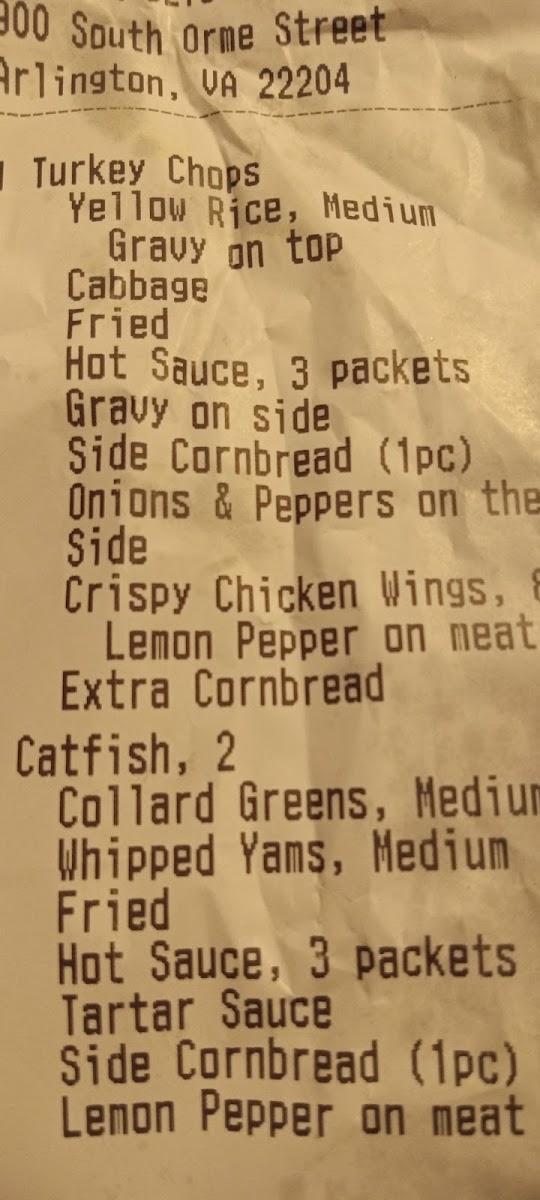 900 South Orme Street
Arlington, VA 22204
Turkey Chops
Yellow Rice, Medium
Gravy on top
Cabbage
Fried
Hot Sauce, 3 packets
Gravy on side
Side Cornbread (1pc)
Onions & Peppers on the
Side
Crispy Chicken Wings,
Lemon Pepper on meat
Extra Cornbread
Catfish, 2
Collard Greens, Medium
Whipped Yams, Medium
Fried
Hot Sauce, 3 packets
Tartar Sauce
Side Cornbread (1pc)
Lemon Pepper on meat